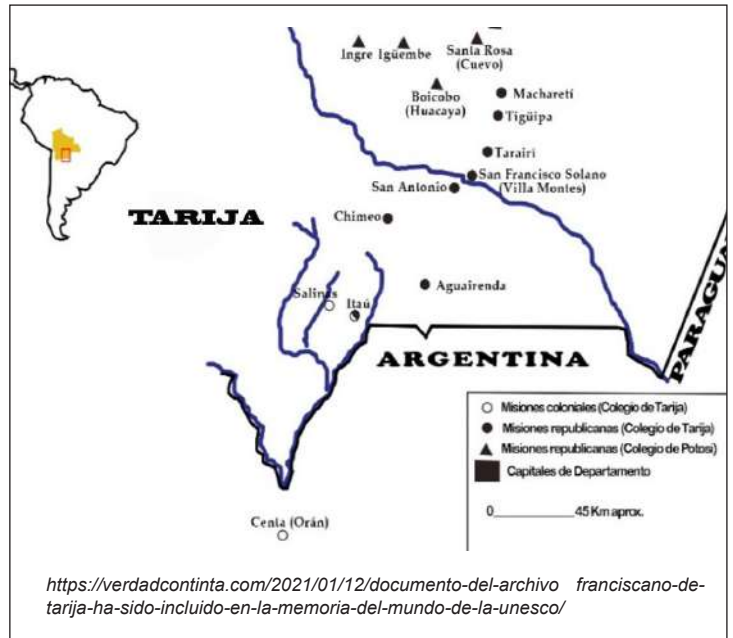 Ingre Igüembe
Santa Rosa
(Cuevo)
Boicobo
(Huacaya)
Macharetí
Tigüipa
Tarairí
San Francisco Solano
(Villa Montes)
San Antonio
TARIJA
Chimeo
Salinas
Itaú
Aguairenda
ARGENTINA
PARAGUA
Misiones coloniales (Colegio de Tarija)
Misiones republicanas (Colegio de Tarija)
Misiones republicanas (Colegio de Potosí)
Capitales de Departamento
0 45 Km aprox.
Centa (Orán)
https://verdadcontinta.com/2021/01/12/documento-del-archivo franciscano-de-
tarija-ha-sido-incluido-en-la-memoria-del-mundo-de-la-unesco/